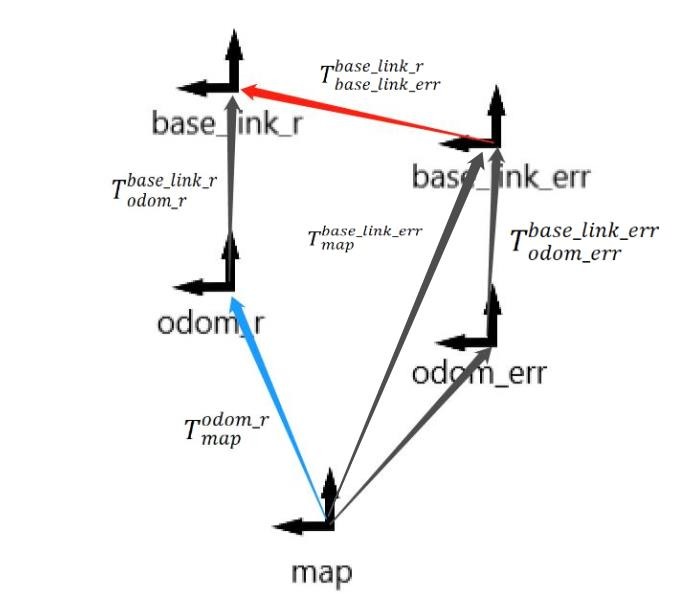 T^{base_link_r}_{base_link_err}
base_link_r
base_link_err
T^{base_link_r}_{odom_r}
T^{base_link_err}_{map}
T^{base_link_err}_{odom_err}
odom_r
odom_err
T^{odom_r}_{map}
map